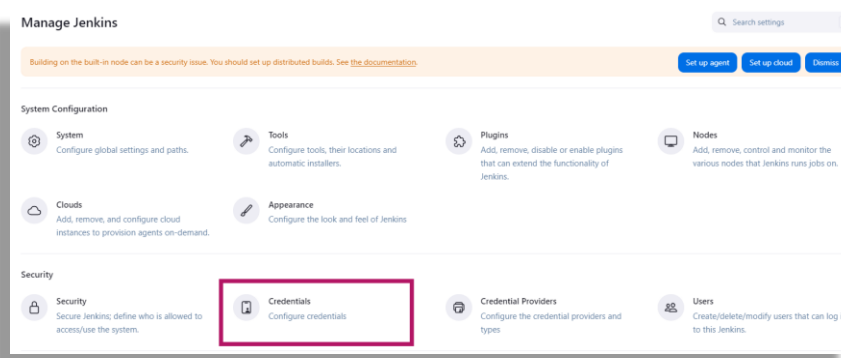 Manage Jenkins
Search settings
Building on the built-in node can be a security issue. You should set up distributed builds. See the documentation.
Set up agent
Set up cloud
Dismiss
System Configuration
System
Configure global settings and paths.
Tools
Configure tools, their locations and
automatic installers.
Plugins
Add, remove, disable or enable plugins
that can extend the functionality of
Jenkins.
Nodes
Add, remove, control and monitor the
various nodes that Jenkins runs jobs on.
Clouds
Add, remove, and configure cloud
instances to provision agents on-demand.
Appearance
Configure the look and feel of Jenkins
Security
Security
Secure Jenkins; define who is allowed to
access/use the system.
Credentials
Configure credentials
Credential Providers
Configure the credential providers and
types
Users
Create/delete/modify users that can log
to this Jenkins.